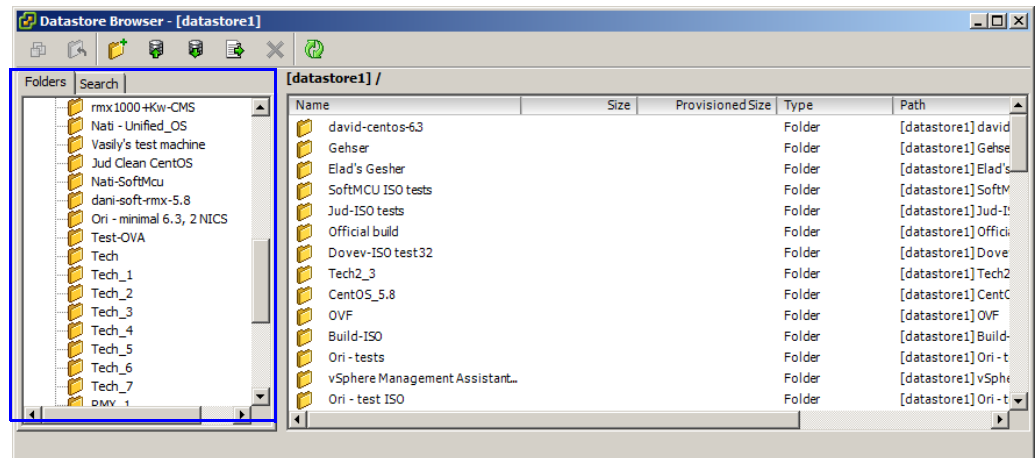 Datastore Browser - [datastore1]
Folders Search
rmx1000+Kw-CMS
Nati - Unified_OS
Vasily's test machine
Jud Clean CentOS
Nati-SoftMcu
dani-soft-rmx-5.8
Ori - minimal 6.3, 2 NICS
Test-OVA
Tech
Tech_1
Tech_2
Tech_3
Tech_4
Tech_5
Tech_6
Tech_7
RMX_1
[datastore1] /
Name Size Provisioned Size Type Path
david-centos-6.3 Folder [datastore1] david
Gehser Folder [datastore1] Gehse
Elad's Gesher Folder [datastore1] Elad's
SoftMCU ISO tests Folder [datastore1] SoftM
Jud-ISO tests Folder [datastore1] Jud-IS
Official build Folder [datastore1] Officia
Dovev-ISO test32 Folder [datastore1] Dove
Tech2_3 Folder [datastore1] Tech2
CentOS_5.8 Folder [datastore1] CentO
OVF Folder [datastore1] OVF
Build-ISO Folder [datastore1] Build-
Ori - tests Folder [datastore1] Ori - t
vSphere Management Assistant... Folder [datastore1] vSphe
Ori - test ISO Folder [datastore1] Ori - t